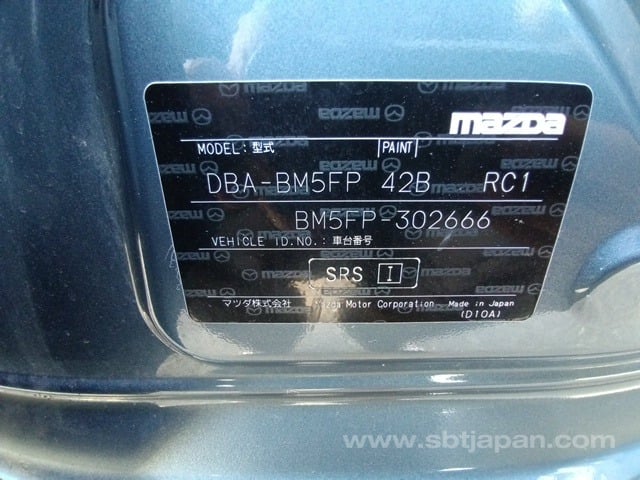 mazda
MODEL:型式 PAINT
DBA-BM5FP 42B RC1
BM5FP-302666
VEHICLE ID.NO.:車台番号
SRS I
マツダ株式会社 Mazda Motor Corporation Made in Japan
(D10A)
www.sbtjapan.com